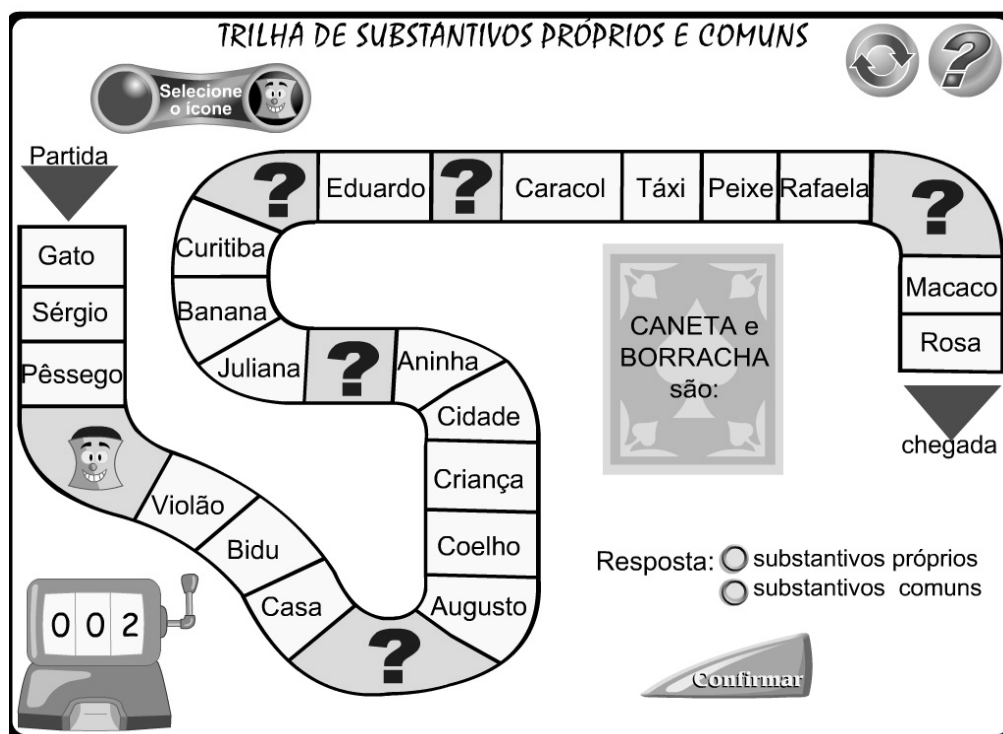 TRILHA DE SUBSTANTIVOS PRÓPRIOS E COMUNS
Selecione
o ícone
?
Partida
Gato
Sérgio
Pêssego
Violão
Bidu
Casa
?
Augusto
Coelho
Criança
Cidade
Aninha
?
Juliana
Banana
Curitiba
?
Eduardo
?
Caracol
Táxi
Peixe
Rafaela
?
Macaco
Rosa
chegada
CANETA e
BORRACHA
são:
Resposta:
substantivos próprios
substantivos comuns
Confirmar
0 0 2